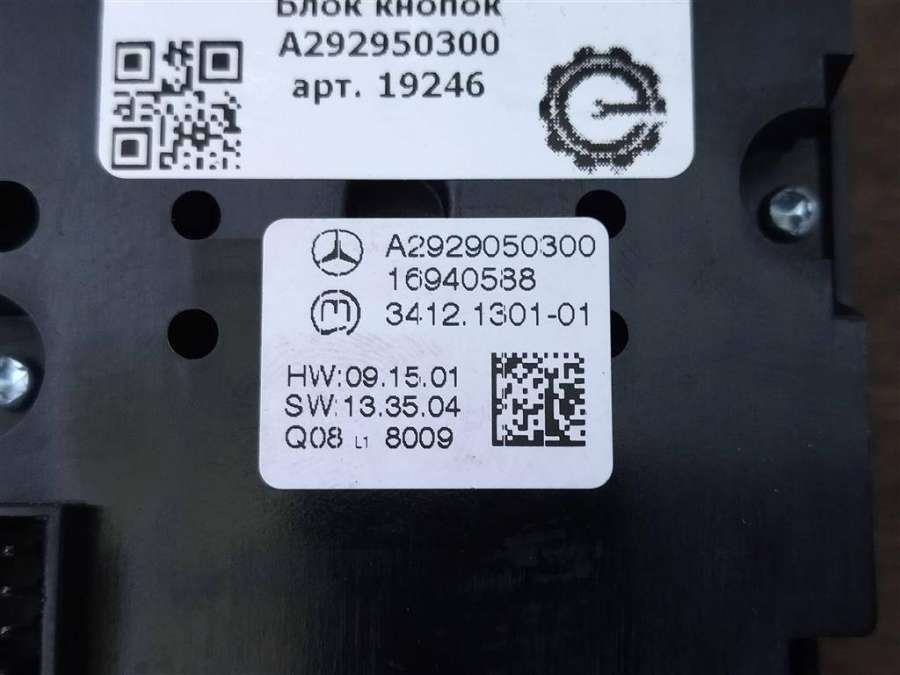 Блок кнопок
A292950300
арт. 19246
A2929050300
16940588
3412.1301-01
HW:09.15.01
SW:13.35.04
Q08 L1 8009